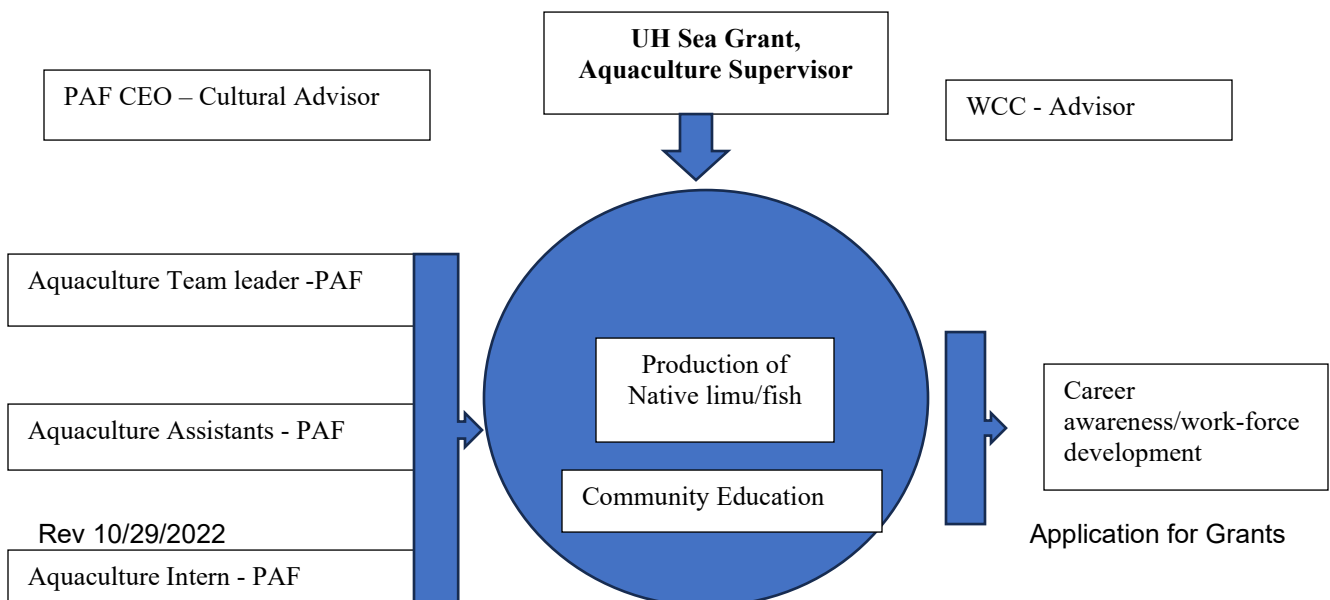 UH Sea Grant,
Aquaculture Supervisor
PAF CEO – Cultural Advisor
WCC - Advisor
Aquaculture Team leader -PAF
Production of
Native limu/fish
Career
awareness/work-force
development
Aquaculture Assistants - PAF
Community Education
Rev 10/29/2022
Application for Grants
Aquaculture Intern - PAF